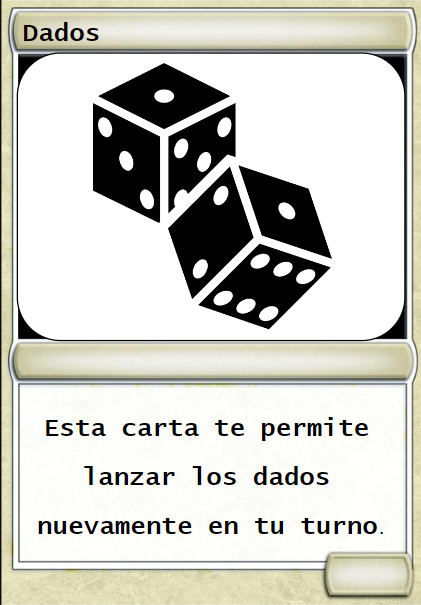 Dados
Esta carta te permite
lanzar los dados
nuevamente en tu turno.